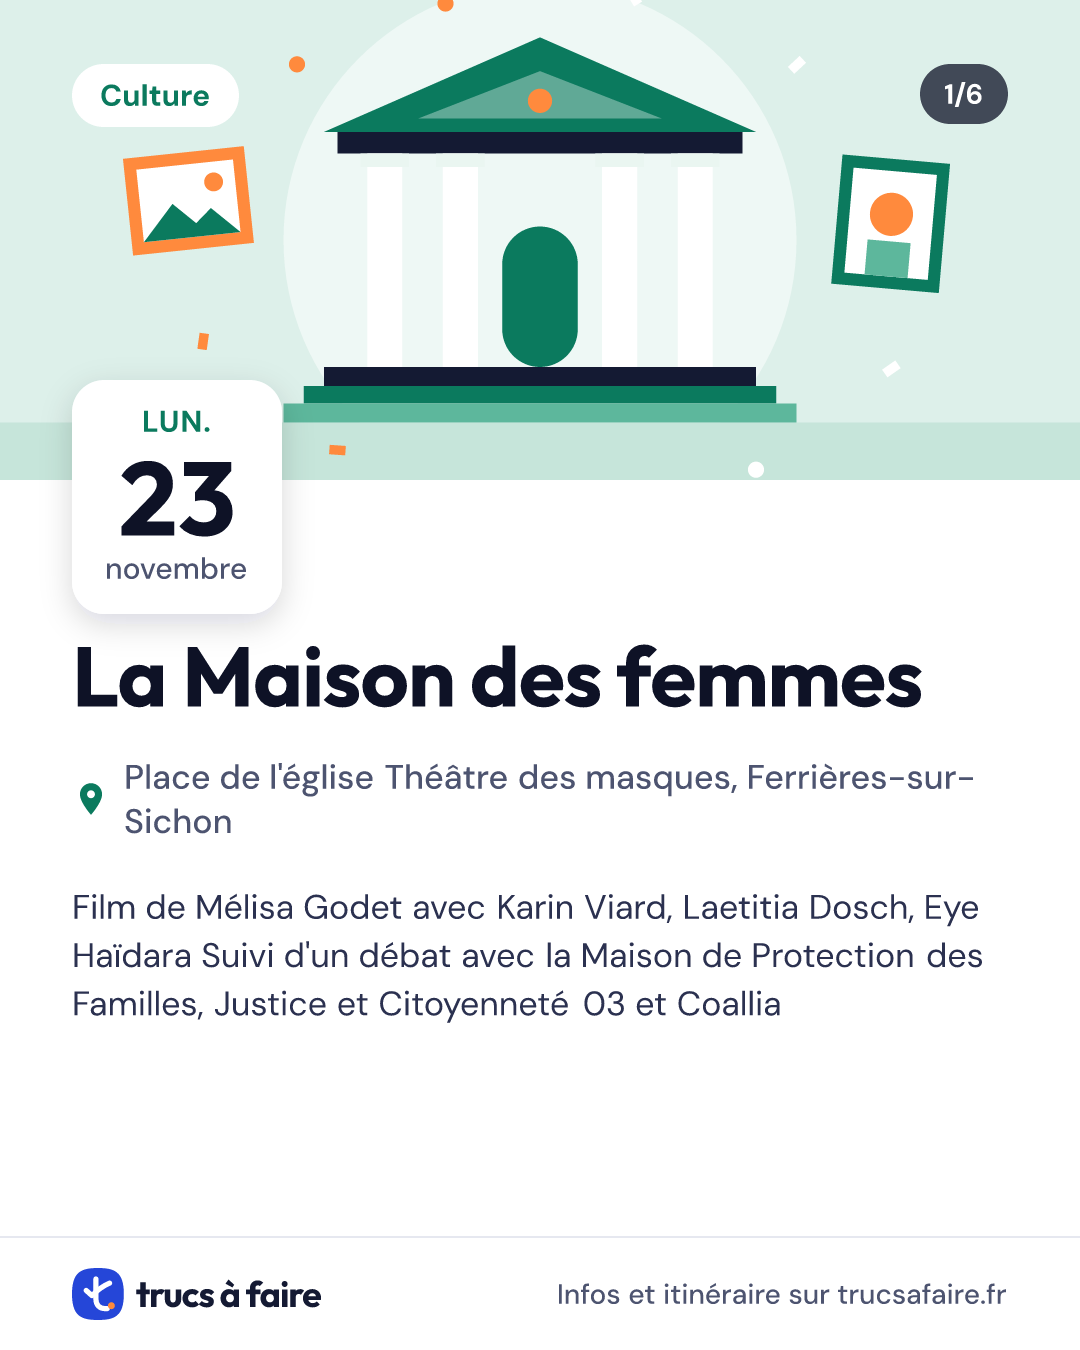 Culture
1/6
LUN.
23
novembre
La Maison des femmes
Place de l'église Théâtre des masques, Ferrières-sur-
Sichon
Film de Mélisa Godet avec Karin Viard, Laetitia Dosch, Eye
Haïdara Suivi d'un débat avec la Maison de Protection des
Familles, Justice et Citoyenneté 03 et Coallia
trucs à faire
Infos et itinéraire sur trucsafaire.fr